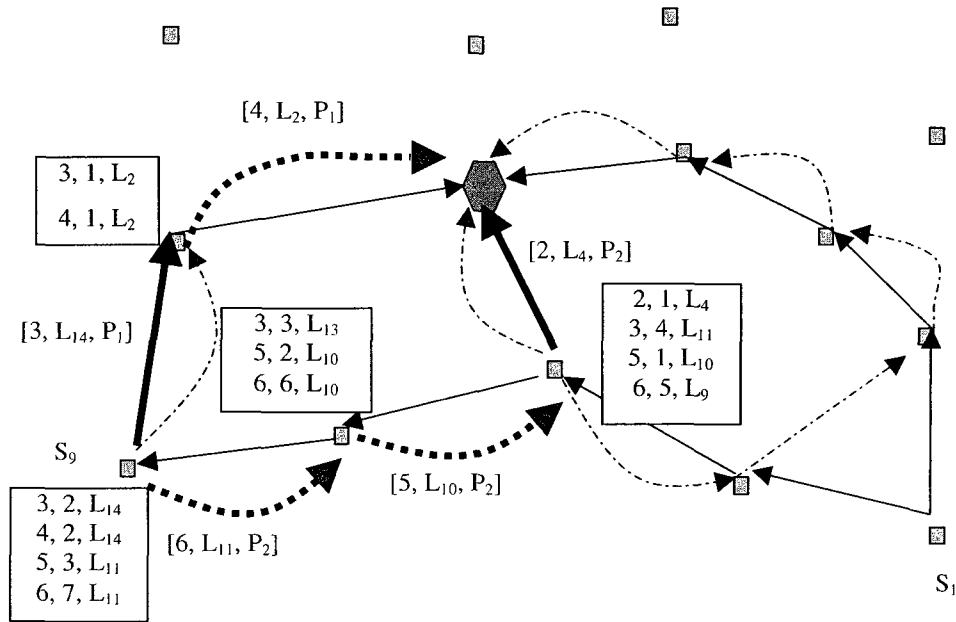 [4, L2, P1]
3, 1, L2
4, 1, L2
[2, L4, P2]
[3, L14, P1]
3, 3, L13
5, 2, L10
6, 6, L10
2, 1, L4
3, 4, L11
5, 1, L10
6, 5, L9
S9
[5, L10, P2]
3, 2, L14
4, 2, L14
5, 3, L11
6, 7, L11
[6, L11, P2]
S1